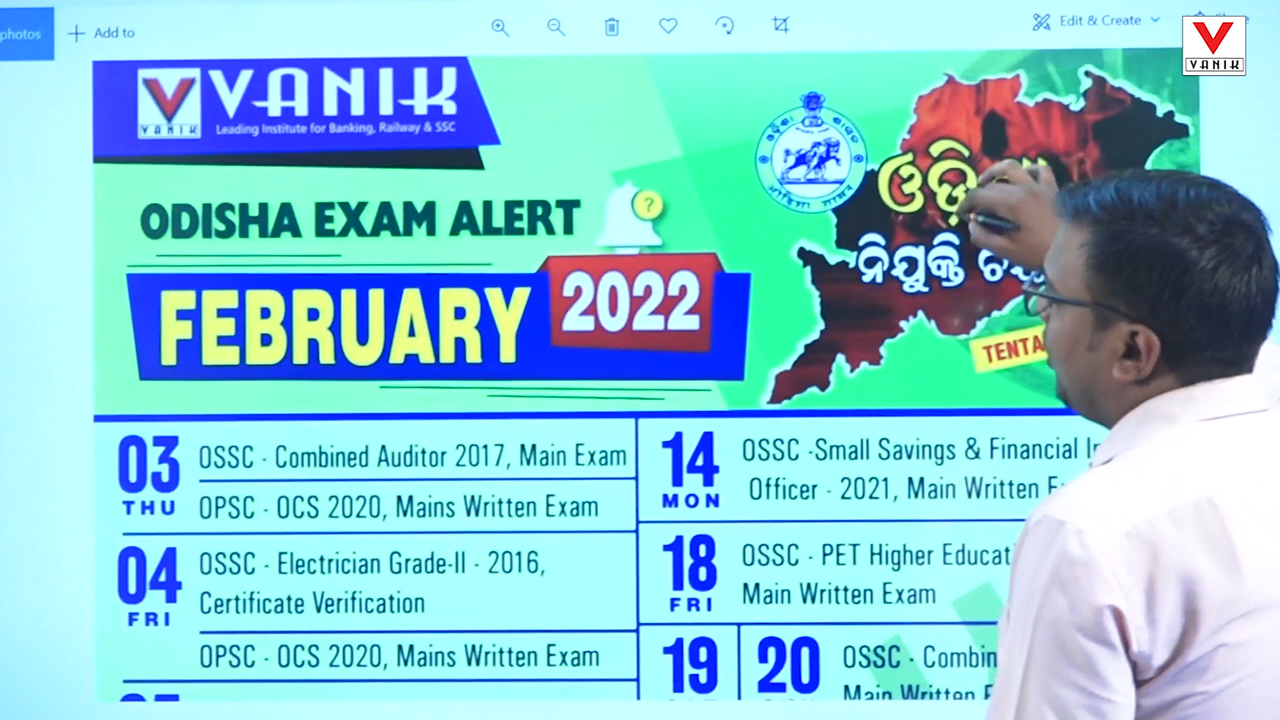 photos
Add to
Edit & Create
VANIK
VANIK
VANIK
Leading Institute for Banking, Railway & SSC
ODISHA EXAM ALERT
?
FEBRUARY 2022
ନିଯୁକ୍ତି
03
THU
OSSC - Combined Auditor 2017, Main Exam
OPSC - OCS 2020, Mains Written Exam
04
FRI
OSSC - Electrician Grade-II - 2016,
Certificate Verification
OPSC - OCS 2020, Mains Written Exam
14
MON
OSSC -Small Savings & Financial
Officer - 2021, Main Written
18
FRI
OSSC - PET Higher
Main Written Exam
19
20
OSSC -
Main Written